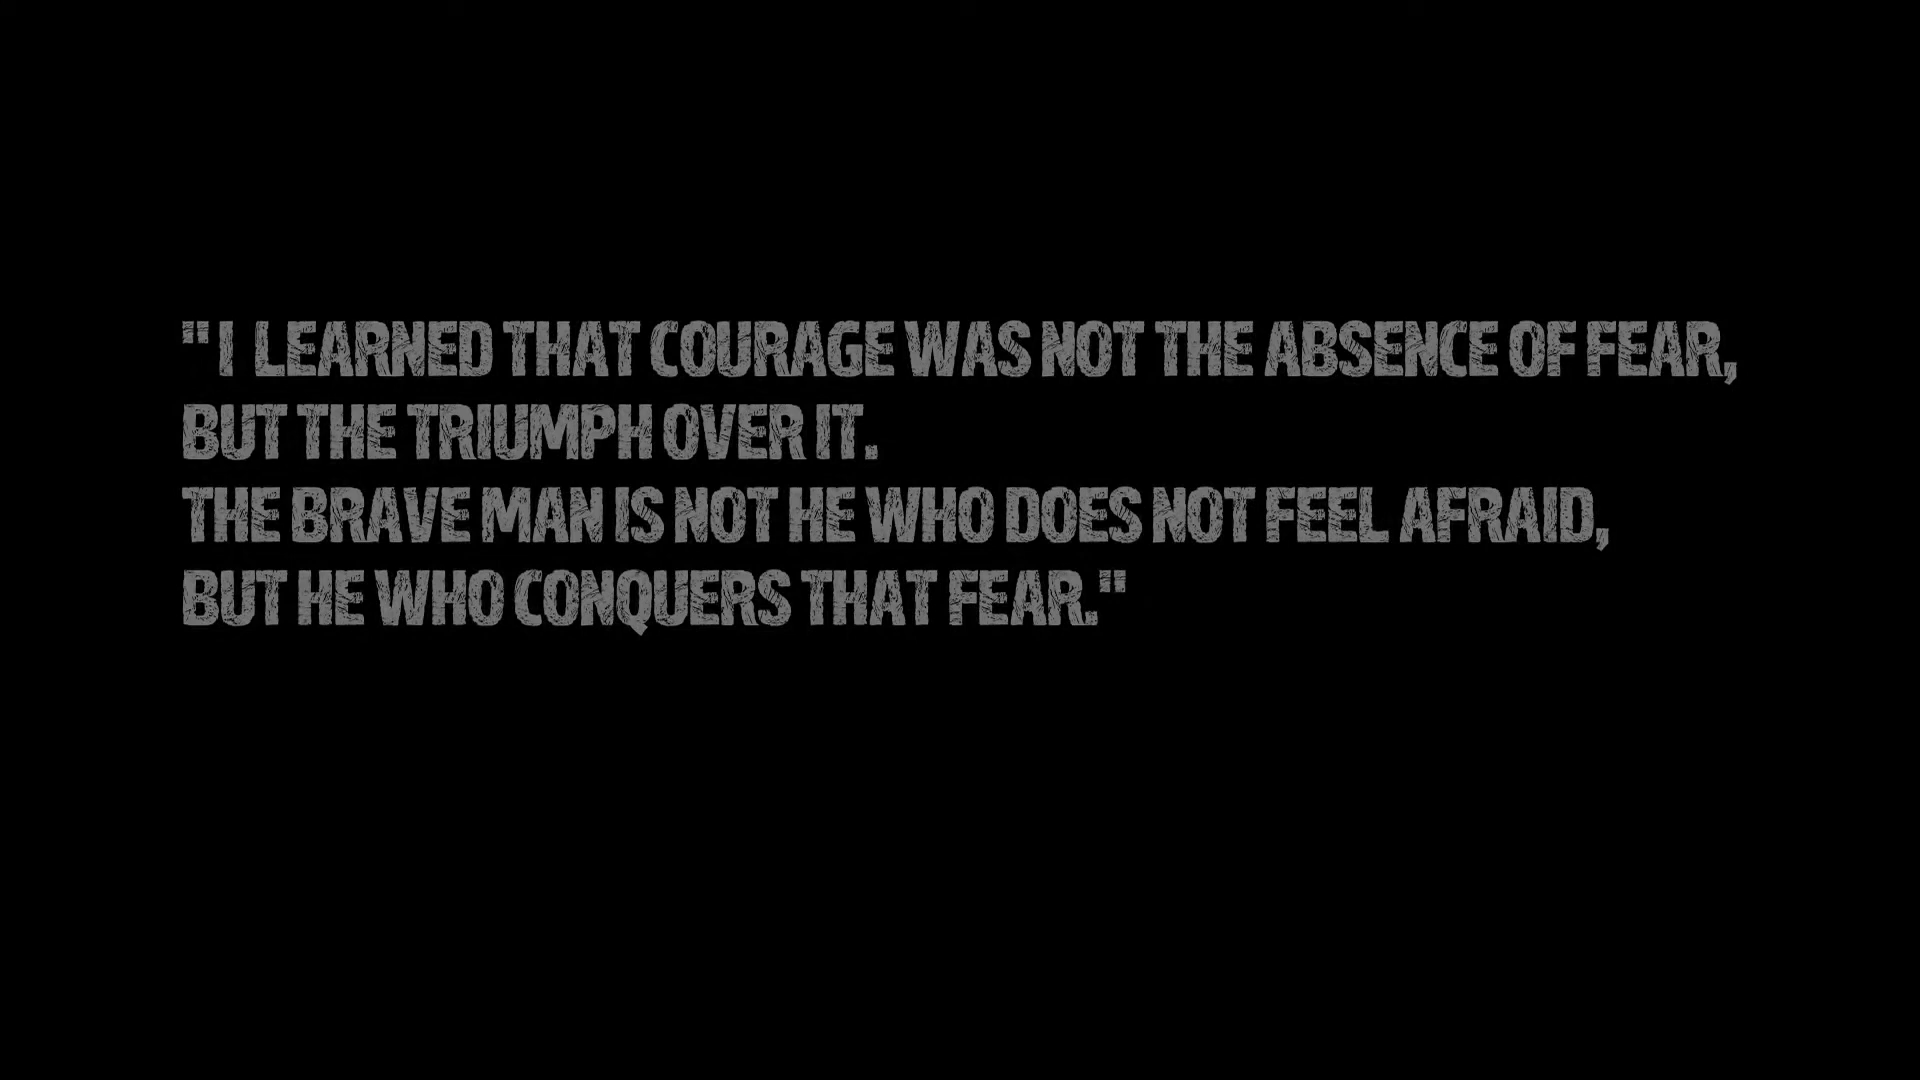 "I LEARNED THAT COURAGE WAS NOT THE ABSENCE OF FEAR,
BUT THE TRIUMPH OVER IT.
THE BRAVE MAN IS NOT HE WHO DOES NOT FEEL AFRAID,
BUT HE WHO CONQUERS THAT FEAR."